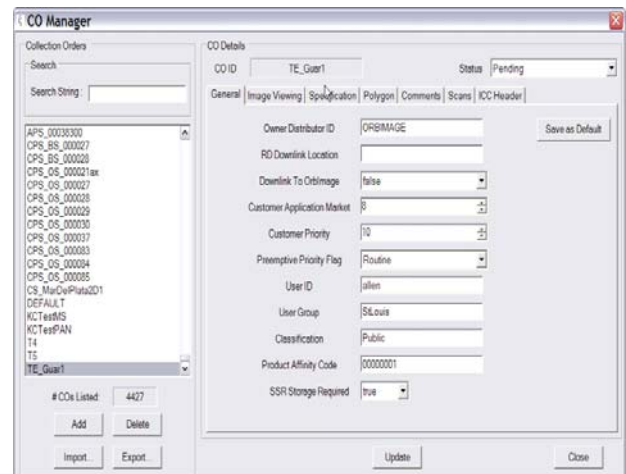 CO Manager
Collection Orders
Search
Search String:
APS_00038300
CPS_BS_000027
CPS_BS_000028
CPS_OS_000021ax
CPS_OS_000027
CPS_OS_000028
CPS_OS_000029
CPS_OS_000030
CPS_OS_000037
CPS_OS_000083
CPS_OS_000084
CPS_OS_000085
CS_MarDelPlata2D1
DEFAULT
KCTestMS
KCTestPAN
T4
T5
TE_Guar1
# COs Listed: 4427
Add Delete
Import... Export...
CO Details
CO ID TE_Guar1 Status Pending
General Image Viewing Specification Polygon Comments Scans ICC Header
Owner Distributor ID ORBIMAGE Save as Default
RD Downlink Location
Downlink To OrbImage false
Customer Application Market 8
Customer Priority 10
Preemptive Priority Flag Routine
User ID allen
User Group StLouis
Classification Public
Product Affinity Code 00000001
SSR Storage Required true
Update Close